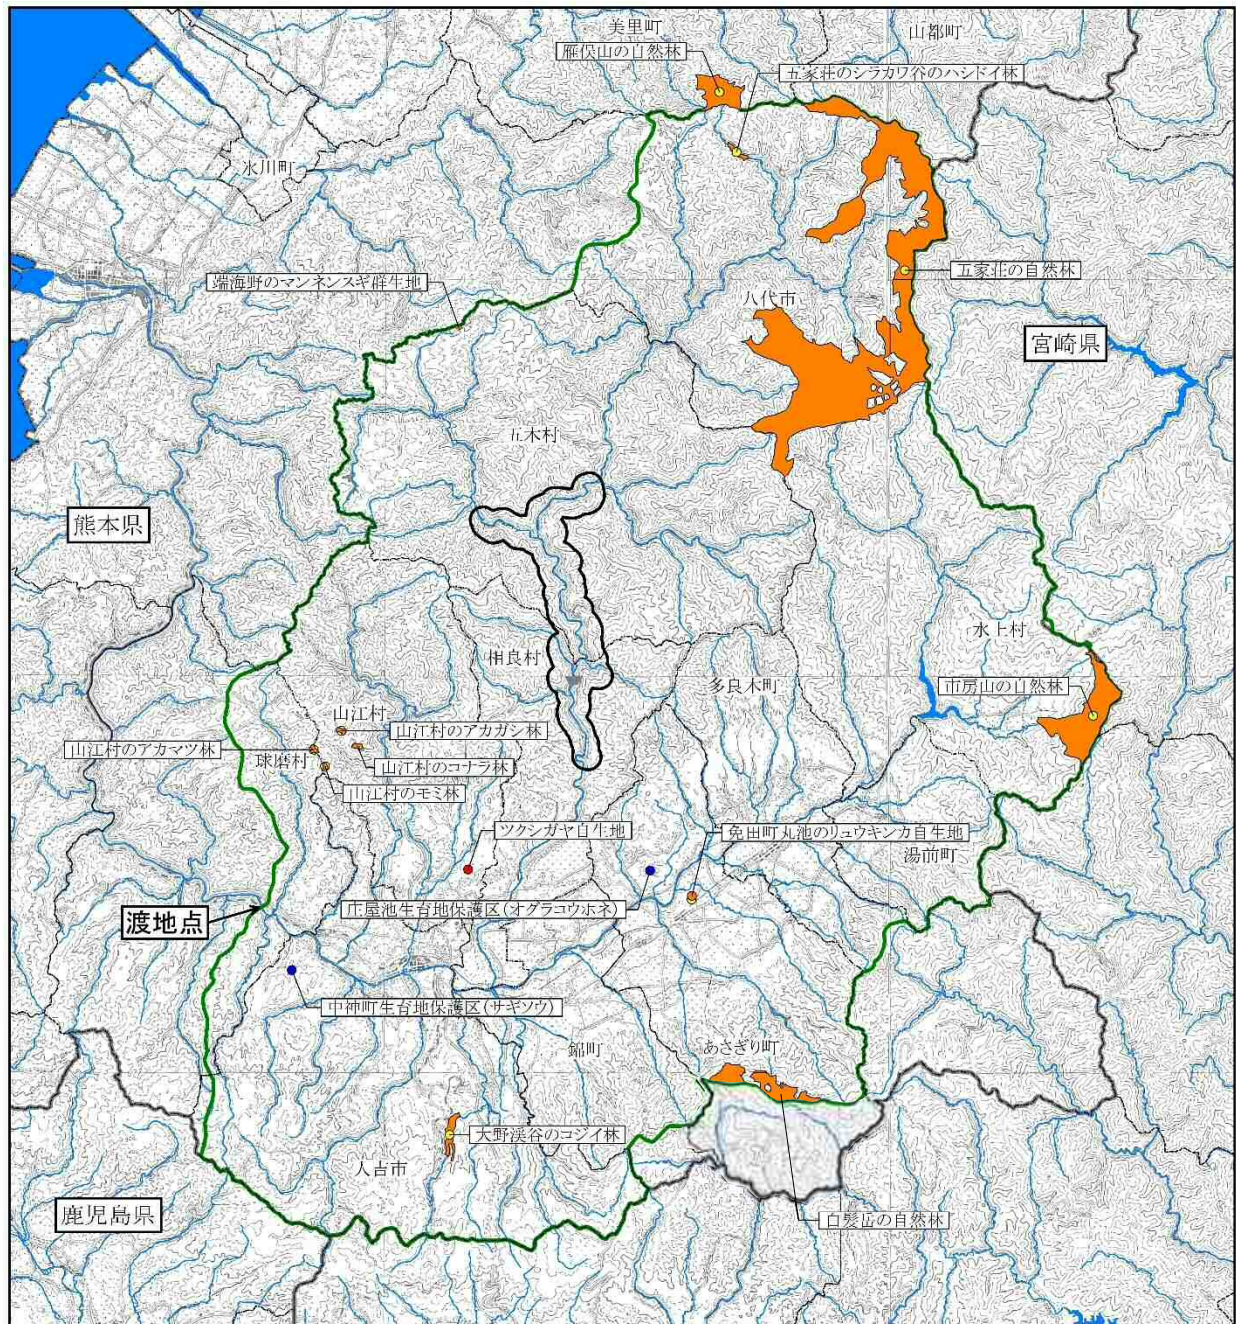 美里町
山都町
雁俣山の自然林
五家荘のシラカワ谷のハシドイ林
氷川町
端海野のマンネンスギ群生地
五家荘の自然林
八代市
宮崎県
五木村
熊本県
水上村
相良村
多良木町
市房山の自然林
山江村
山江村のアカガシ林
山江村のアカマツ林
球磨村
山江村のコナラ林
山江村のモミ林
ツクシガヤ自生地
免田町丸池のリュウキンカ自生地
湯前町
庄屋池生育地保護区(オグラコウホネ)
渡地点
中神町生育地保護区(サギソウ)
錦町
あさぎり町
大野渓谷のコジイ林
人吉市
鹿児島県
白髪岳の自然林